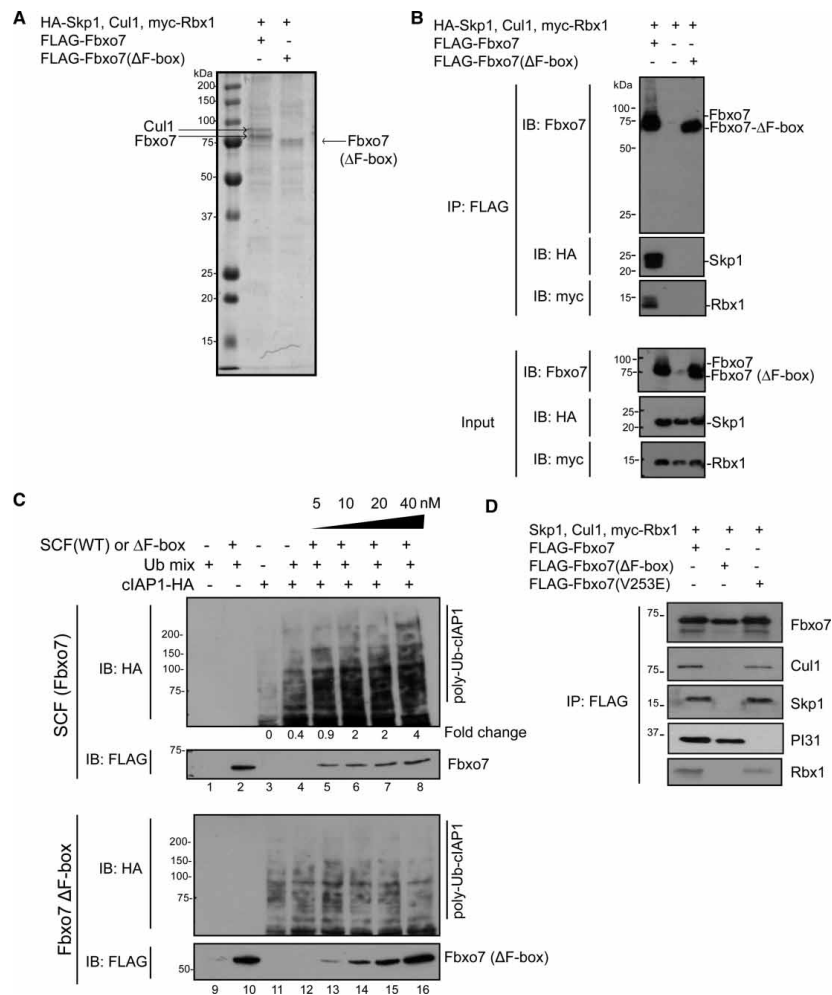 A
HA-Skp1, Cul1, myc-Rbx1 + +
FLAG-Fbxo7 + -
FLAG-Fbxo7(ΔF-box) - +
kDa
200-
150-
100-
75-
50-
37-
25-
20-
15-
Cul1
Fbxo7
Fbxo7
(ΔF-box)
B
HA-Skp1, Cul1, myc-Rbx1 + + +
FLAG-Fbxo7 + - -
FLAG-Fbxo7(ΔF-box) - - +
kDa
IP: FLAG
IB: Fbxo7
100-
75-
50-
25-
-Fbxo7
-Fbxo7-ΔF-box
IB: HA
25-
20-
-Skp1
IB: myc
15-
-Rbx1
Input
IB: Fbxo7
100-
75-
-Fbxo7
-Fbxo7 (ΔF-box)
IB: HA
25-
20-
-Skp1
IB: myc
15-
-Rbx1
C
5 10 20 40 nM
SCF(WT) or ΔF-box - + - - + + + +
Ub mix + + - + + + + +
cIAP1-HA - - + + + + + +
SCF (Fbxo7)
IB: HA
200-
150-
100-
75-
poly-Ub-cIAP1
0 0.4 0.9 2 2 4 Fold change
IB: FLAG
75-
Fbxo7
1 2 3 4 5 6 7 8
Fbxo7 ΔF-box
IB: HA
200-
150-
100-
75-
poly-Ub-cIAP1
IB: FLAG
50-
Fbxo7 (ΔF-box)
9 10 11 12 13 14 15 16
D
Skp1, Cul1, myc-Rbx1 + + +
FLAG-Fbxo7 + - -
FLAG-Fbxo7(ΔF-box) - + -
FLAG-Fbxo7(V253E) - - +
IP: FLAG
75-
Fbxo7
75-
Cul1
15-
Skp1
37-
PI31
Rbx1